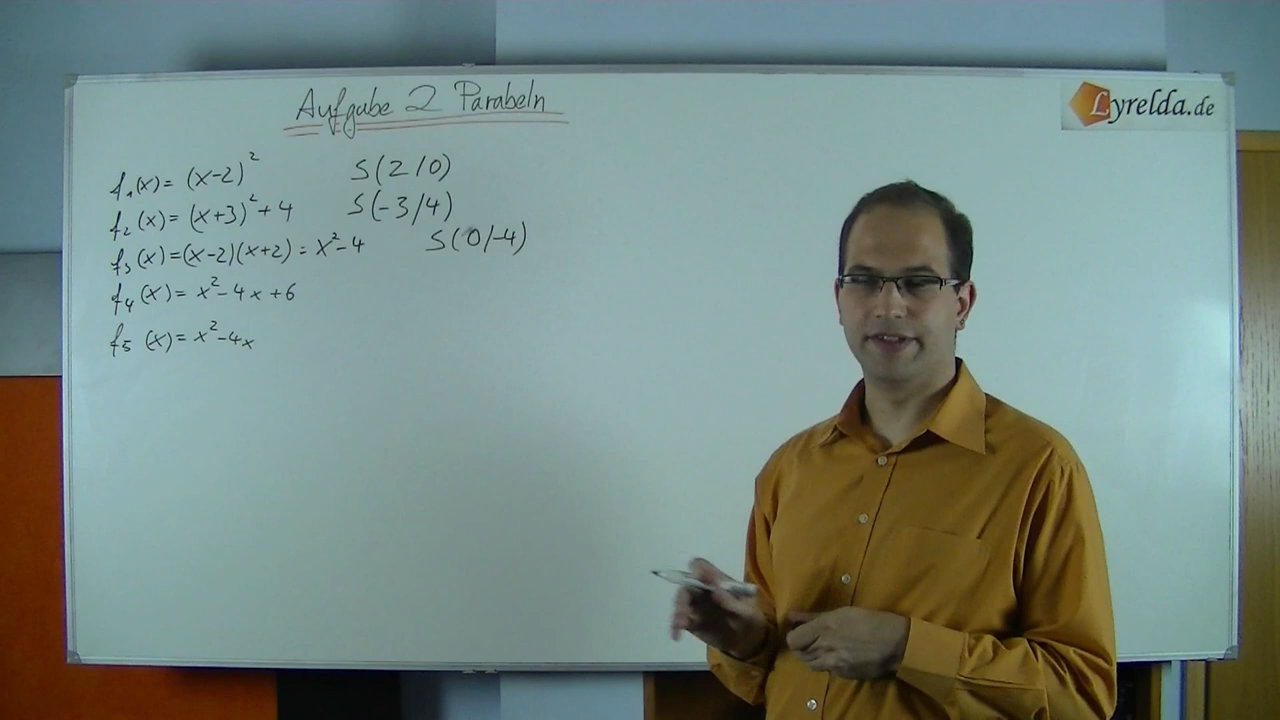 Aufgabe 2 Parabeln
Lyrelda.de
f₁(x) = (x-2)² S(2/0)
f₂(x) = (x+3)²+4 S(-3/4)
f₃(x) = (x-2)(x+2) = x²-4 S(0/-4)
f₄(x) = x²-4x+6
f₅(x) = x²-4x